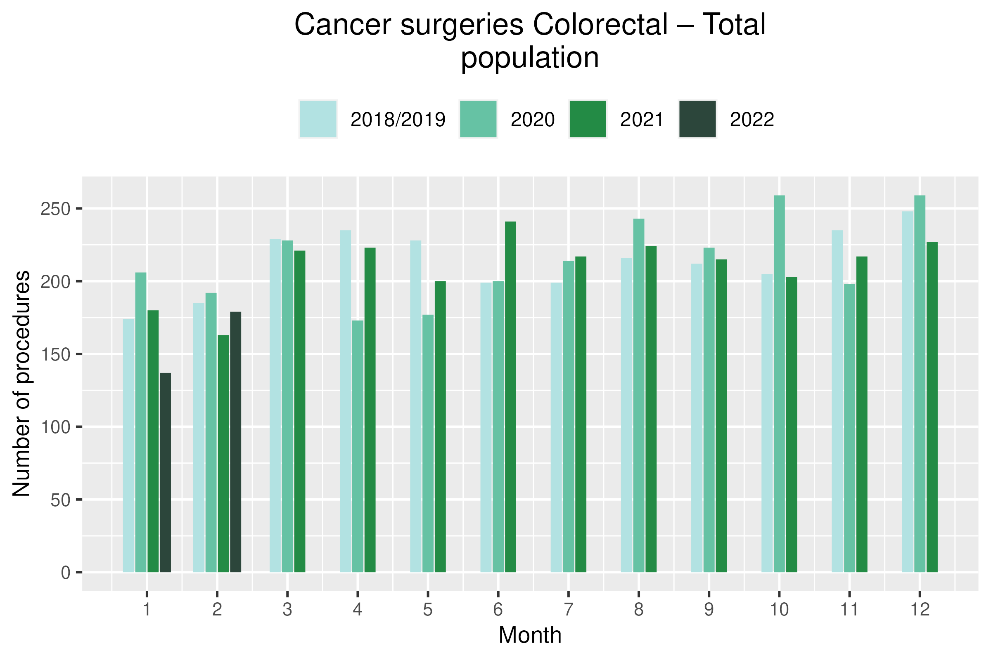 Cancer surgeries Colorectal – Total
population
2018/2019 2020 2021 2022
Number of procedures
250
200
150
100
50
0
1 2 3 4 5 6 7 8 9 10 11 12
Month